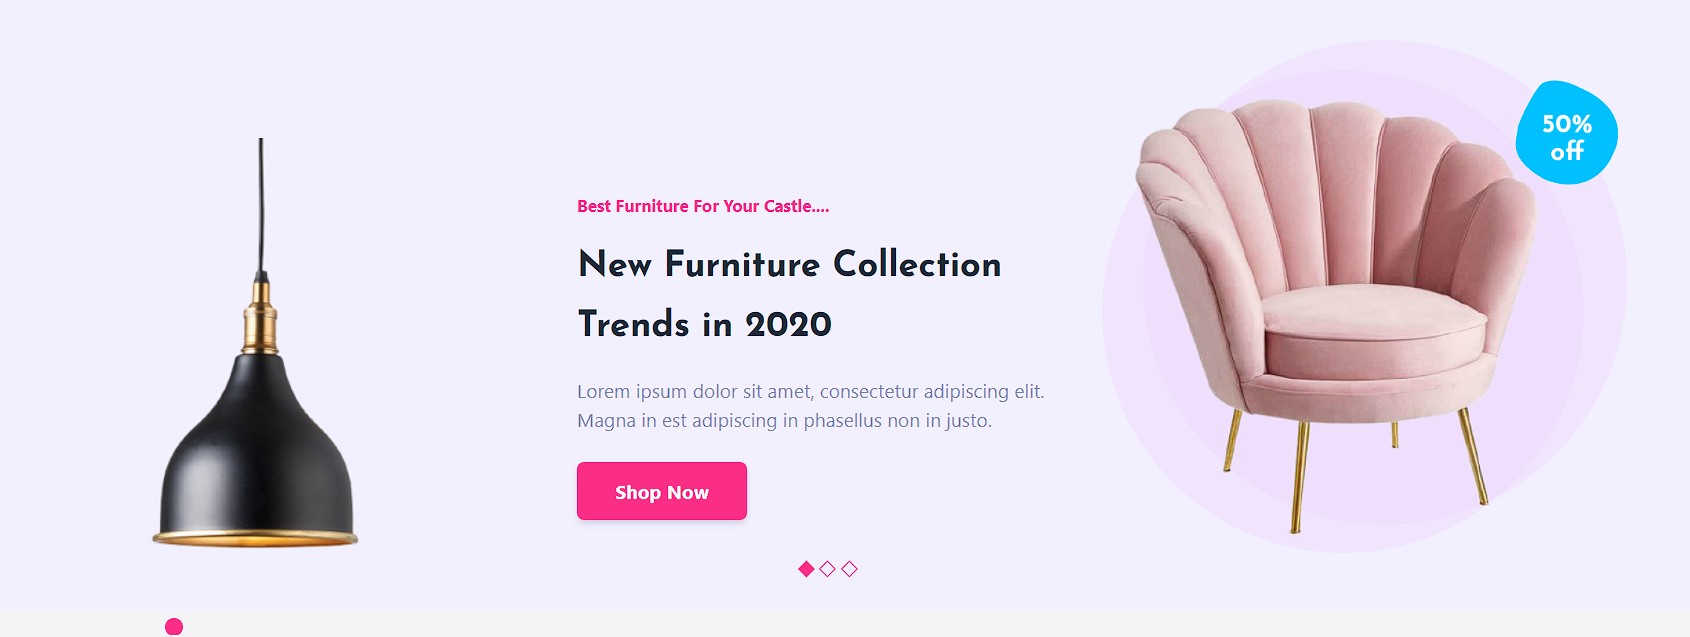 Best Furniture For Your Castle....
New Furniture Collection
Trends in 2020
Lorem ipsum dolor sit amet, consectetur adipiscing elit.
Magna in est adipiscing in phasellus non in justo.
Shop Now
50%
off